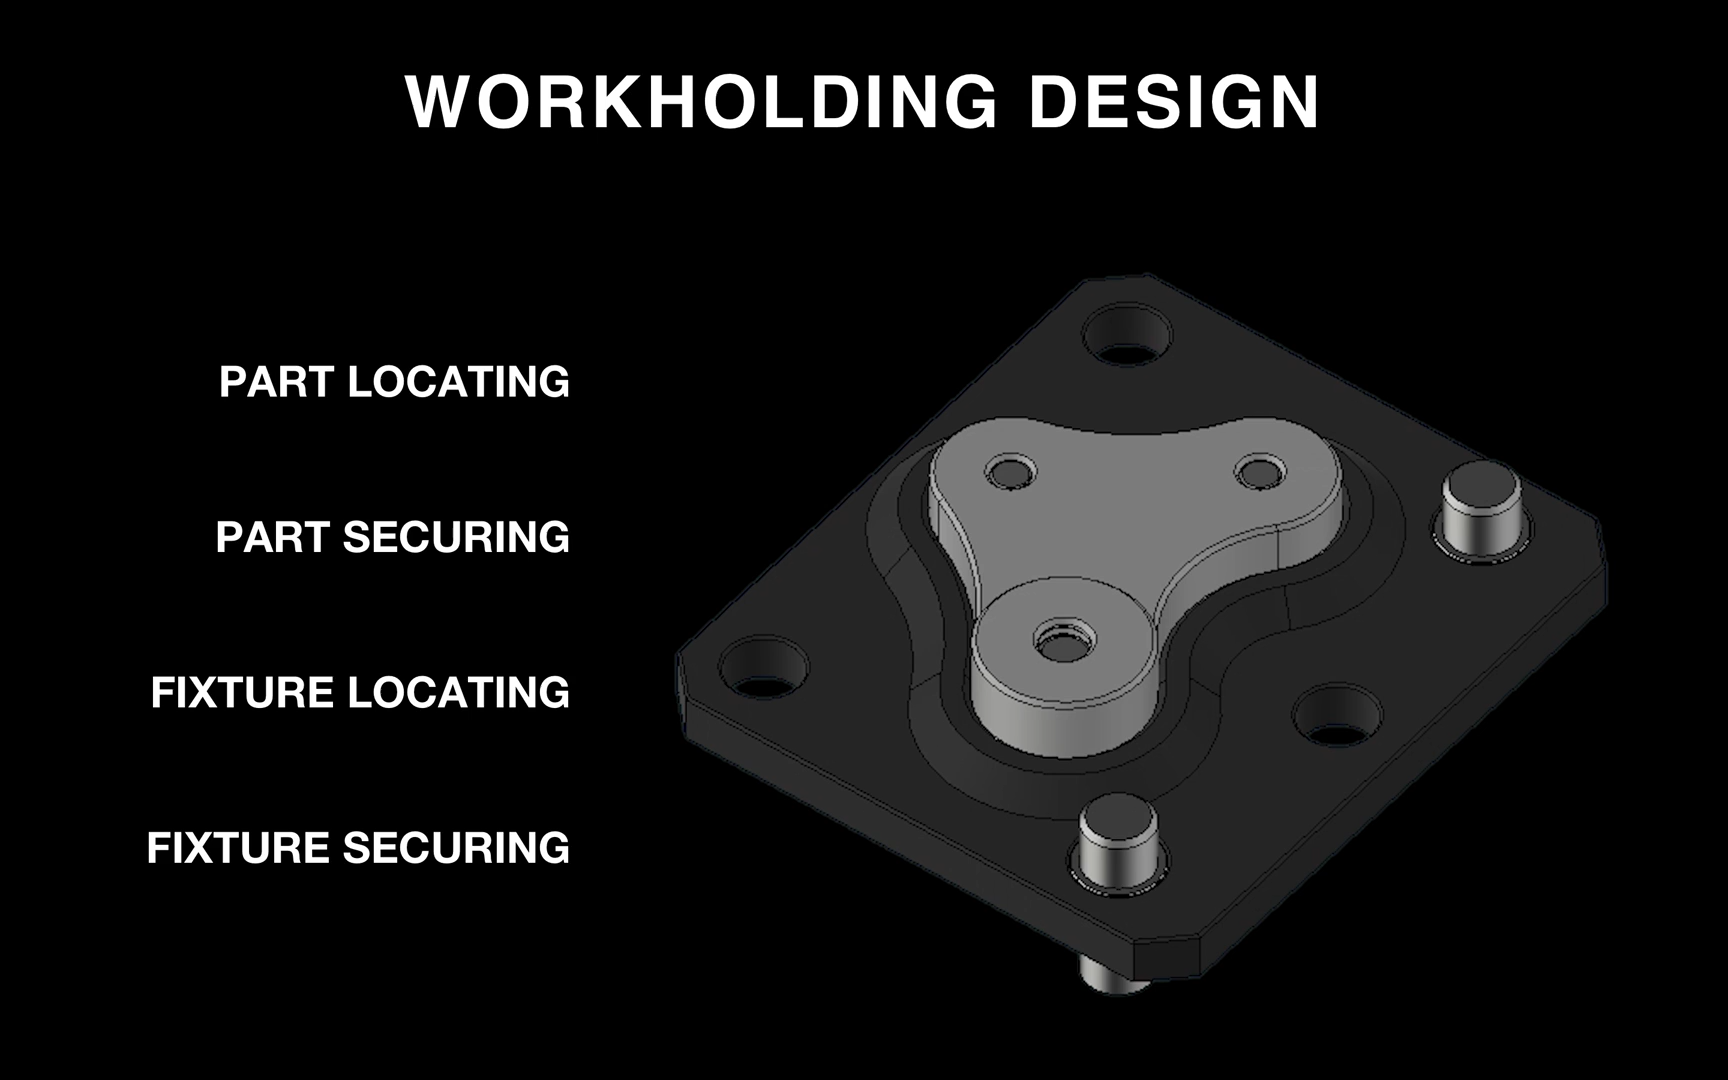 WORKHOLDING DESIGN
PART LOCATING
PART SECURING
FIXTURE LOCATING
FIXTURE SECURING